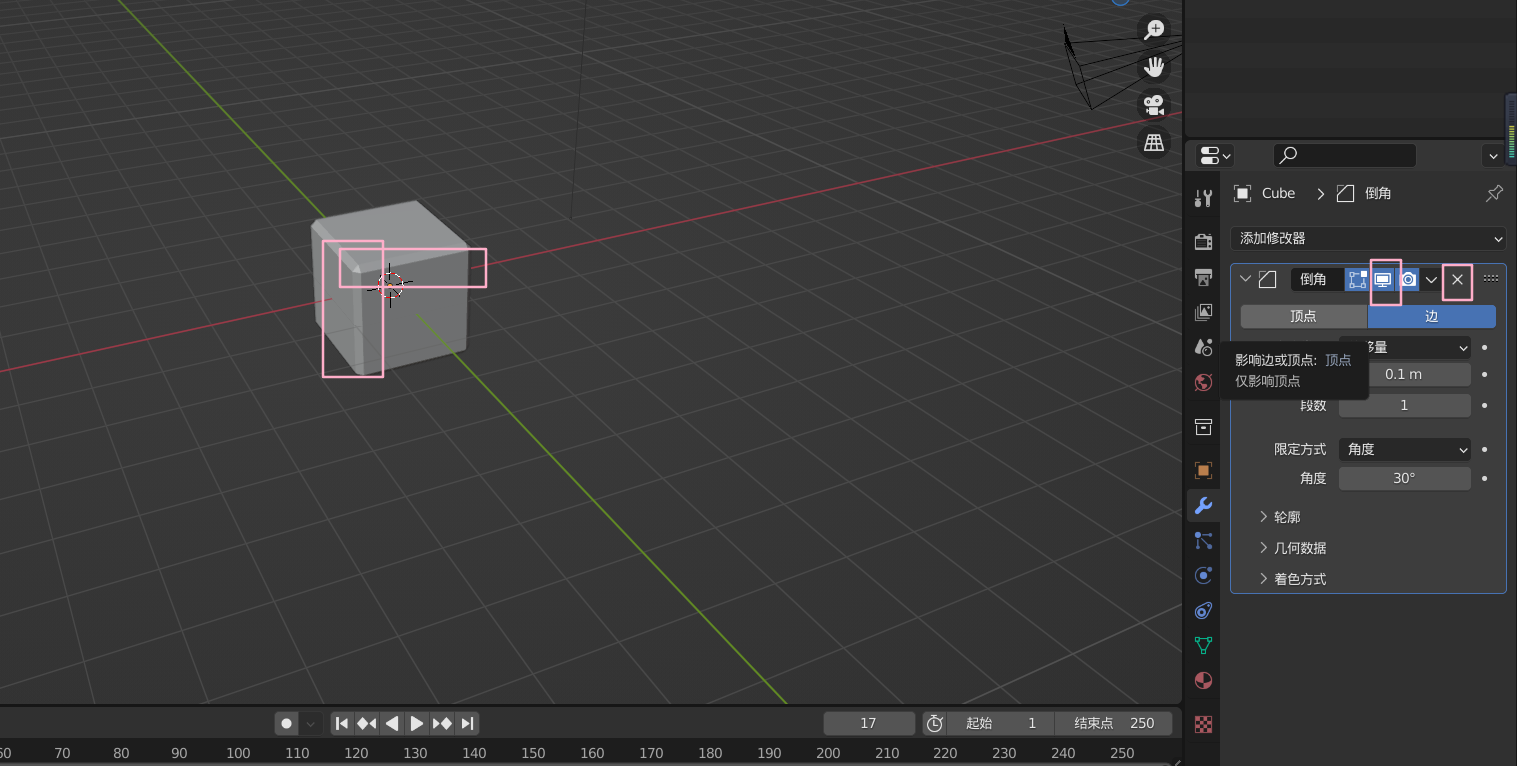 Cube > 倒角
添加修改器
倒角
顶点 边
影响边或顶点: 顶点
仅影响顶点
移量
0.1 m
段数 1
限定方式 角度
角度 30°
轮廓
几何数据
着色方式
17 起始 1 结束点 250
60 70 80 90 100 110 120 130 140 150 160 170 180 190 200 210 220 230 240 250